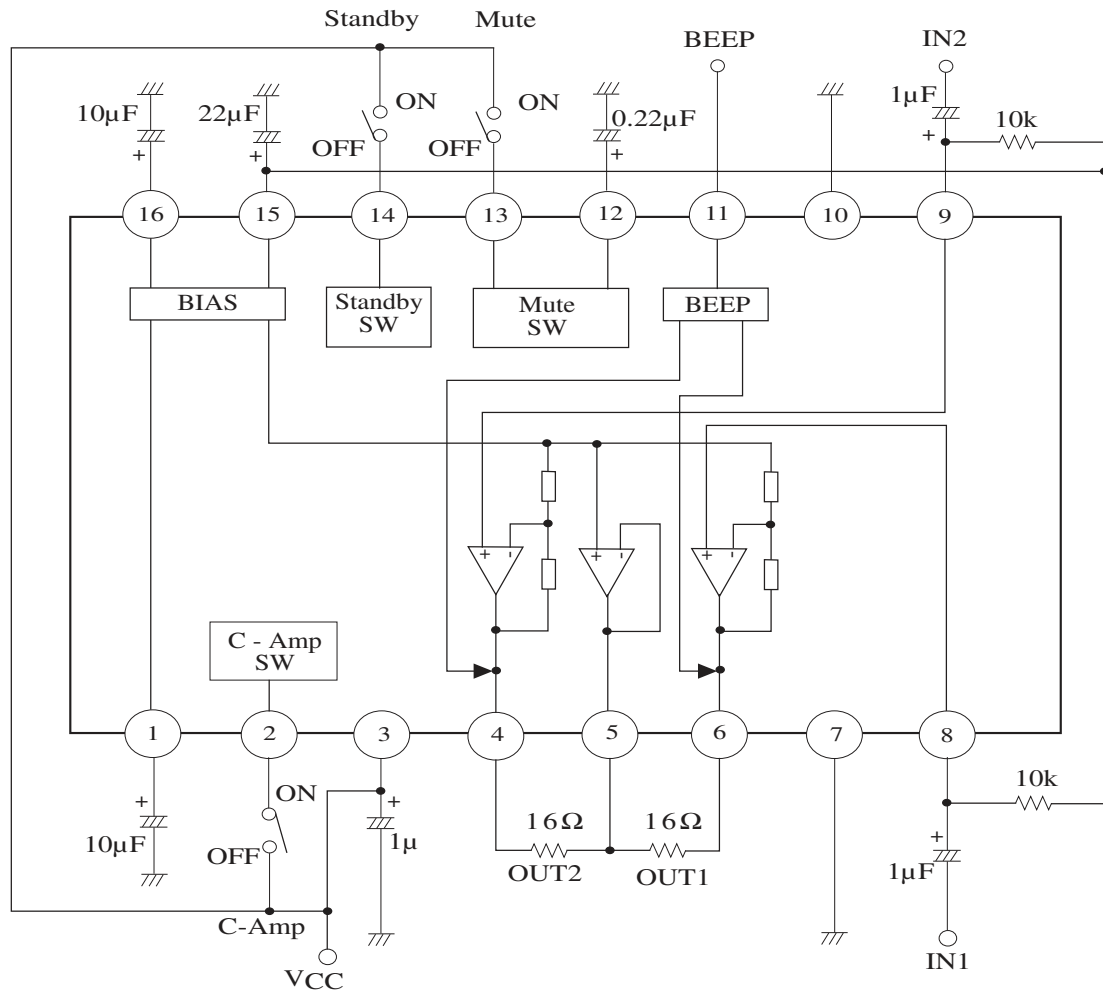 Standby
Mute
BEEP
IN2
10µF
22µF
ON
OFF
ON
OFF
0.22µF
1µF
10k
+
+
+
+
16
15
14
13
12
11
10
9
BIAS
Standby
SW
Mute
SW
BEEP
+ -
+ -
+ -
C - Amp
SW
1
2
3
4
5
6
7
8
+
10µF
ON
OFF
C-Amp
+
1µ
VCC
16Ω
OUT2
16Ω
OUT1
10k
+
1µF
IN1